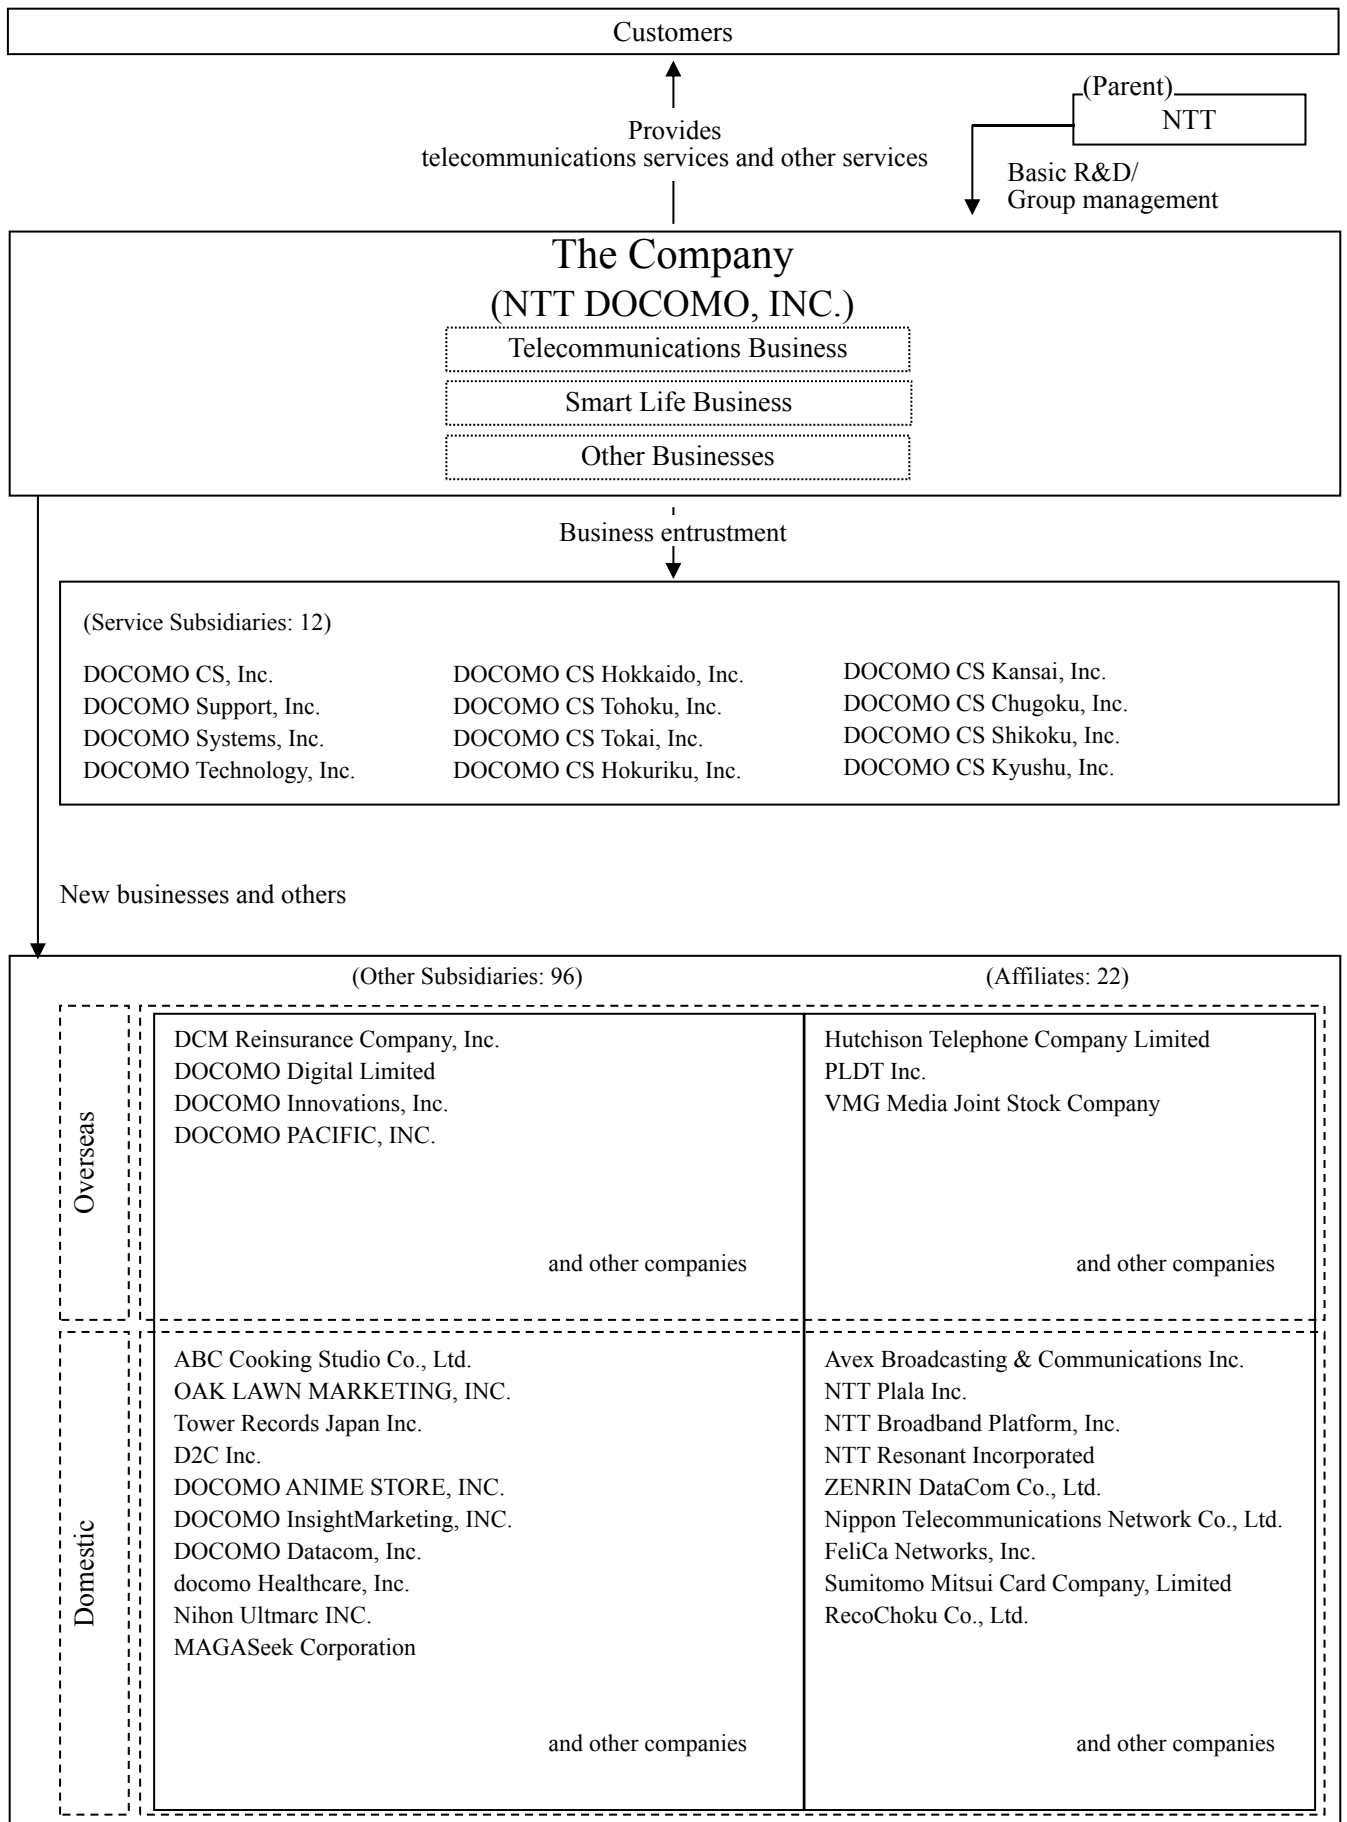 Customers
(Parent)
NTT
Provides
telecommunications services and other services
Basic R&D/
Group management
The Company
(NTT DOCOMO, INC.)
Telecommunications Business
Smart Life Business
Other Businesses
Business entrustment
(Service Subsidiaries: 12)
DOCOMO CS, Inc.
DOCOMO Support, Inc.
DOCOMO Systems, Inc.
DOCOMO Technology, Inc.
DOCOMO CS Hokkaido, Inc.
DOCOMO CS Tohoku, Inc.
DOCOMO CS Tokai, Inc.
DOCOMO CS Hokuriku, Inc.
DOCOMO CS Kansai, Inc.
DOCOMO CS Chugoku, Inc.
DOCOMO CS Shikoku, Inc.
DOCOMO CS Kyushu, Inc.
New businesses and others
(Other Subsidiaries: 96)
(Affiliates: 22)
Overseas
DCM Reinsurance Company, Inc.
DOCOMO Digital Limited
DOCOMO Innovations, Inc.
DOCOMO PACIFIC, INC.
and other companies
Hutchison Telephone Company Limited
PLDT Inc.
VMG Media Joint Stock Company
and other companies
Domestic
ABC Cooking Studio Co., Ltd.
OAK LAWN MARKETING, INC.
Tower Records Japan Inc.
D2C Inc.
DOCOMO ANIME STORE, INC.
DOCOMO InsightMarketing, INC.
DOCOMO Datacom, Inc.
docomo Healthcare, Inc.
Nihon Ultmarc INC.
MAGASeek Corporation
and other companies
Avex Broadcasting & Communications Inc.
NTT Plala Inc.
NTT Broadband Platform, Inc.
NTT Resonant Incorporated
ZENRIN DataCom Co., Ltd.
Nippon Telecommunications Network Co., Ltd.
FeliCa Networks, Inc.
Sumitomo Mitsui Card Company, Limited
RecoChoku Co., Ltd.
and other companies